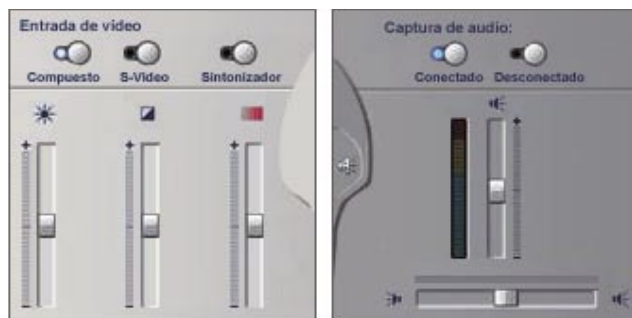 Entrada de vídeo
Compuesto S-Video Sintonizador
Captura de audio:
Conectado Desconectado